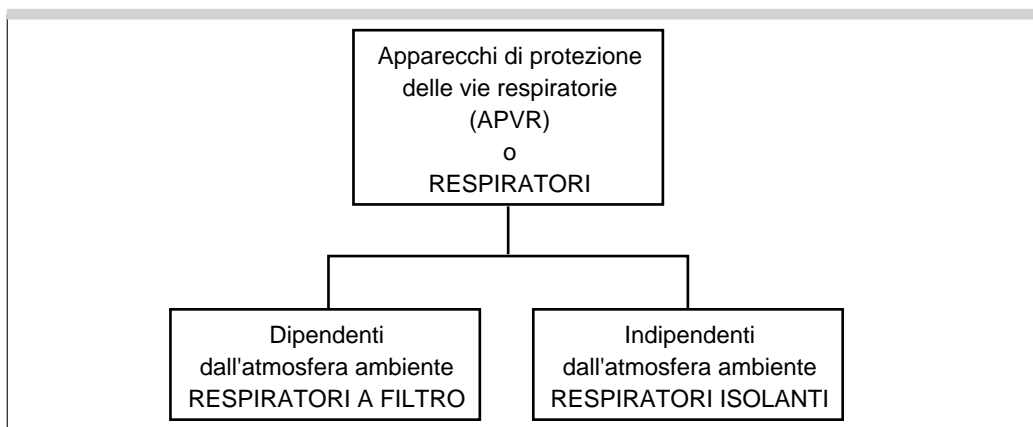 Apparecchi di protezione
delle vie respiratorie
(APVR)
o
RESPIRATORI
Dipendenti
dall'atmosfera ambiente
RESPIRATORI A FILTRO
Indipendenti
dall'atmosfera ambiente
RESPIRATORI ISOLANTI